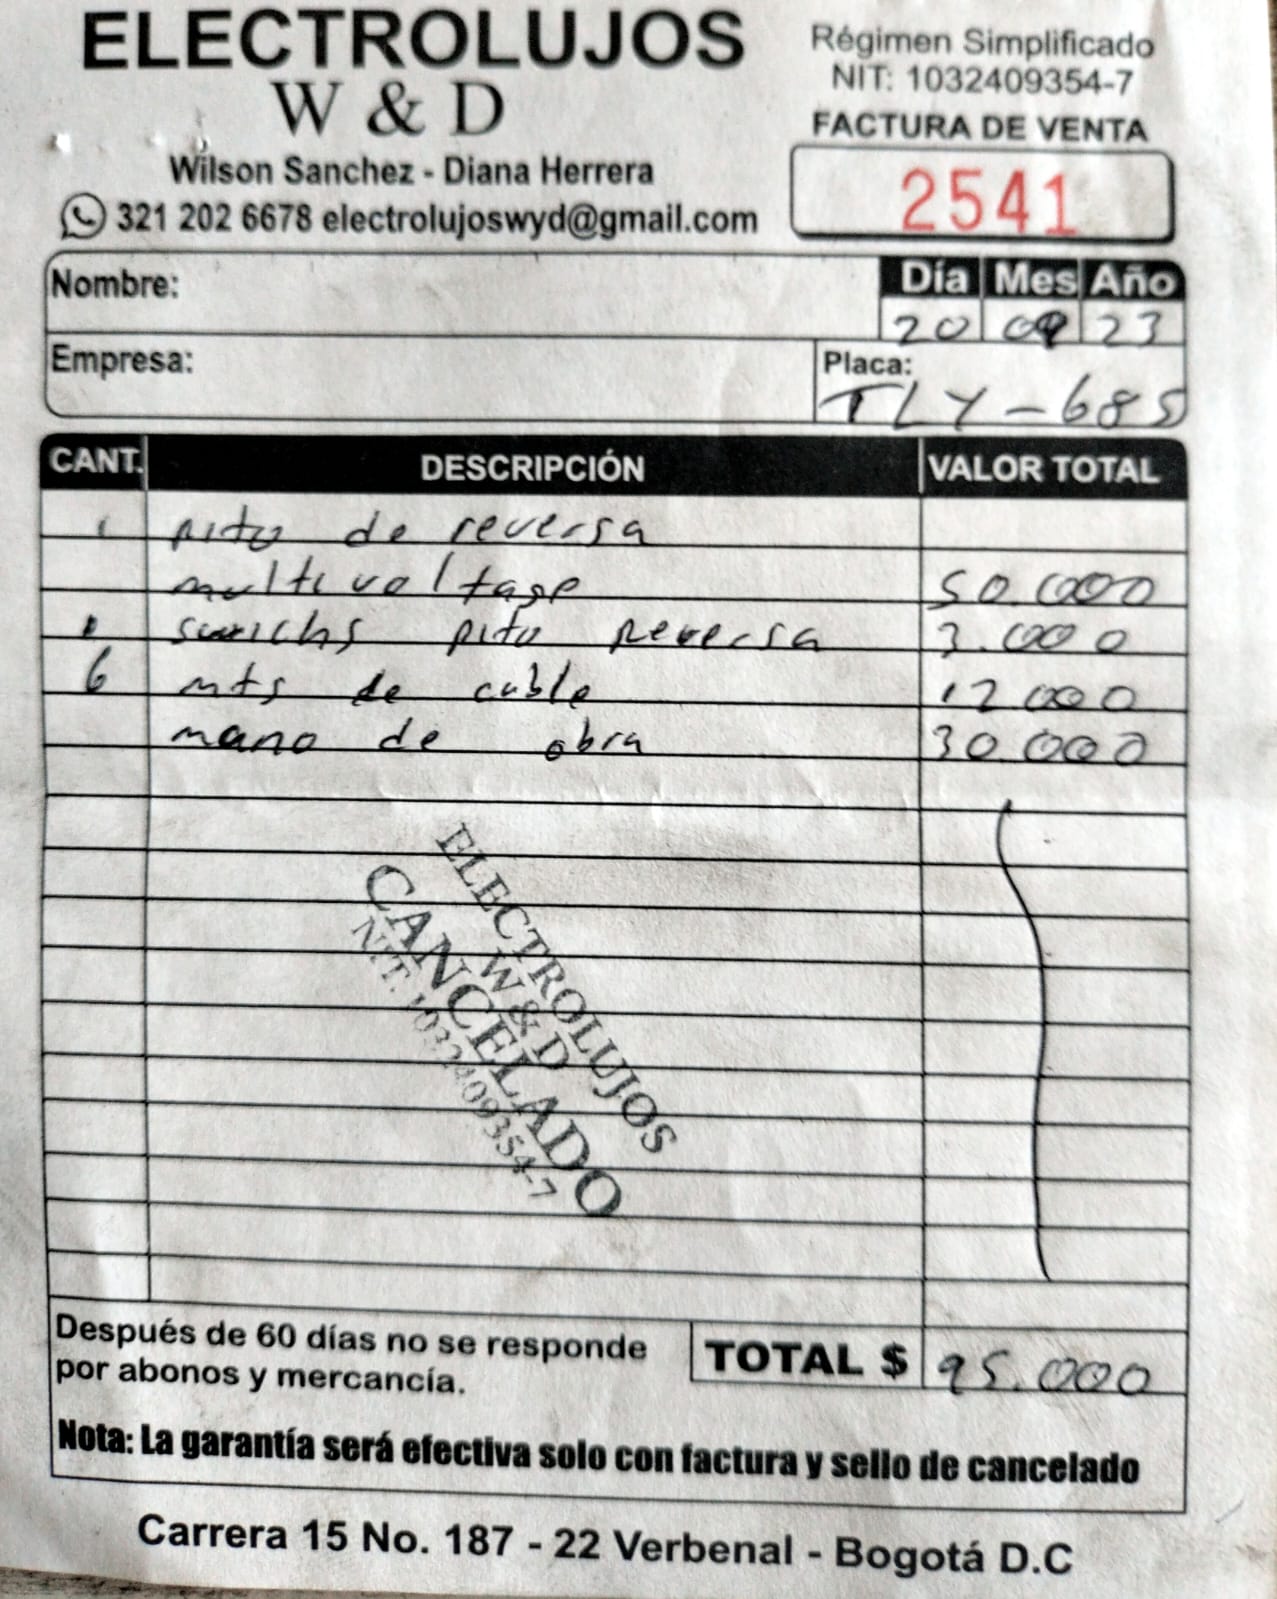 ELECTROLUJOS
W & D
Wilson Sanchez - Diana Herrera
321 202 6678 electrolujoswyd@gmail.com
Régimen Simplificado
NIT: 1032409354-7
FACTURA DE VENTA
2541
Nombre:
Día Mes Año
20 09 23
Empresa:
Placa:
TLY-685
CANT. DESCRIPCIÓN VALOR TOTAL
1 pito de reversa
multivoltage 50.000
1 swichs pito reversa 3.000
6 mts de cable 12000
mano de obra 30.000
ELECTROLUJOS
W & D
CANCELADO
NIT. 1032409354-7
Después de 60 días no se responde
por abonos y mercancía.
TOTAL $ 95.000
Nota: La garantía será efectiva solo con factura y sello de cancelado
Carrera 15 No. 187 - 22 Verbenal - Bogotá D.C